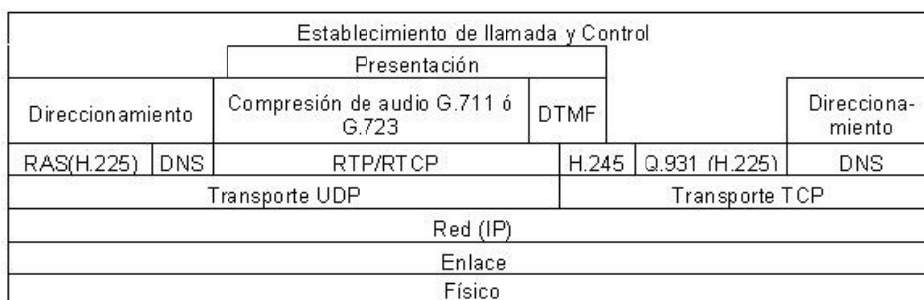 Establecimiento de llamada y Control
Presentación
Direccionamiento
Compresión de audio G.711 ó
G.723
DTMF
Direcciona-
miento
RAS(H.225)
DNS
RTP/RTCP
H.245
Q.931 (H.225)
DNS
Transporte UDP
Transporte TCP
Red (IP)
Enlace
Físico